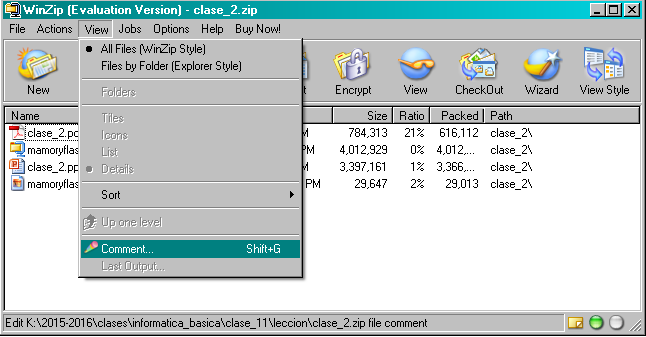 WinZip (Evaluation Version) - clase_2.zip
File Actions View Jobs Options Help Buy Now!
New Encrypt View CheckOut Wizard View Style
All Files (WinZip Style)
Files by Folder (Explorer Style)
Folders
Titles
Icons
List
Details
Sort
Up one level
Comment... Shift+G
Last Output...
Name Size Ratio Packed Path
clase_2.pd M 784,313 21% 616,112 clase_2\
mamoryflas 4,012,929 0% 4,012,... clase_2\
clase_2.pp M 3,397,161 1% 3,366,... clase_2\
mamoryflas PM 29,647 2% 29,013 clase_2\
Edit K:\2015-2016\clases\informatica_basica\clase_11\leccion\clase_2.zip file comment